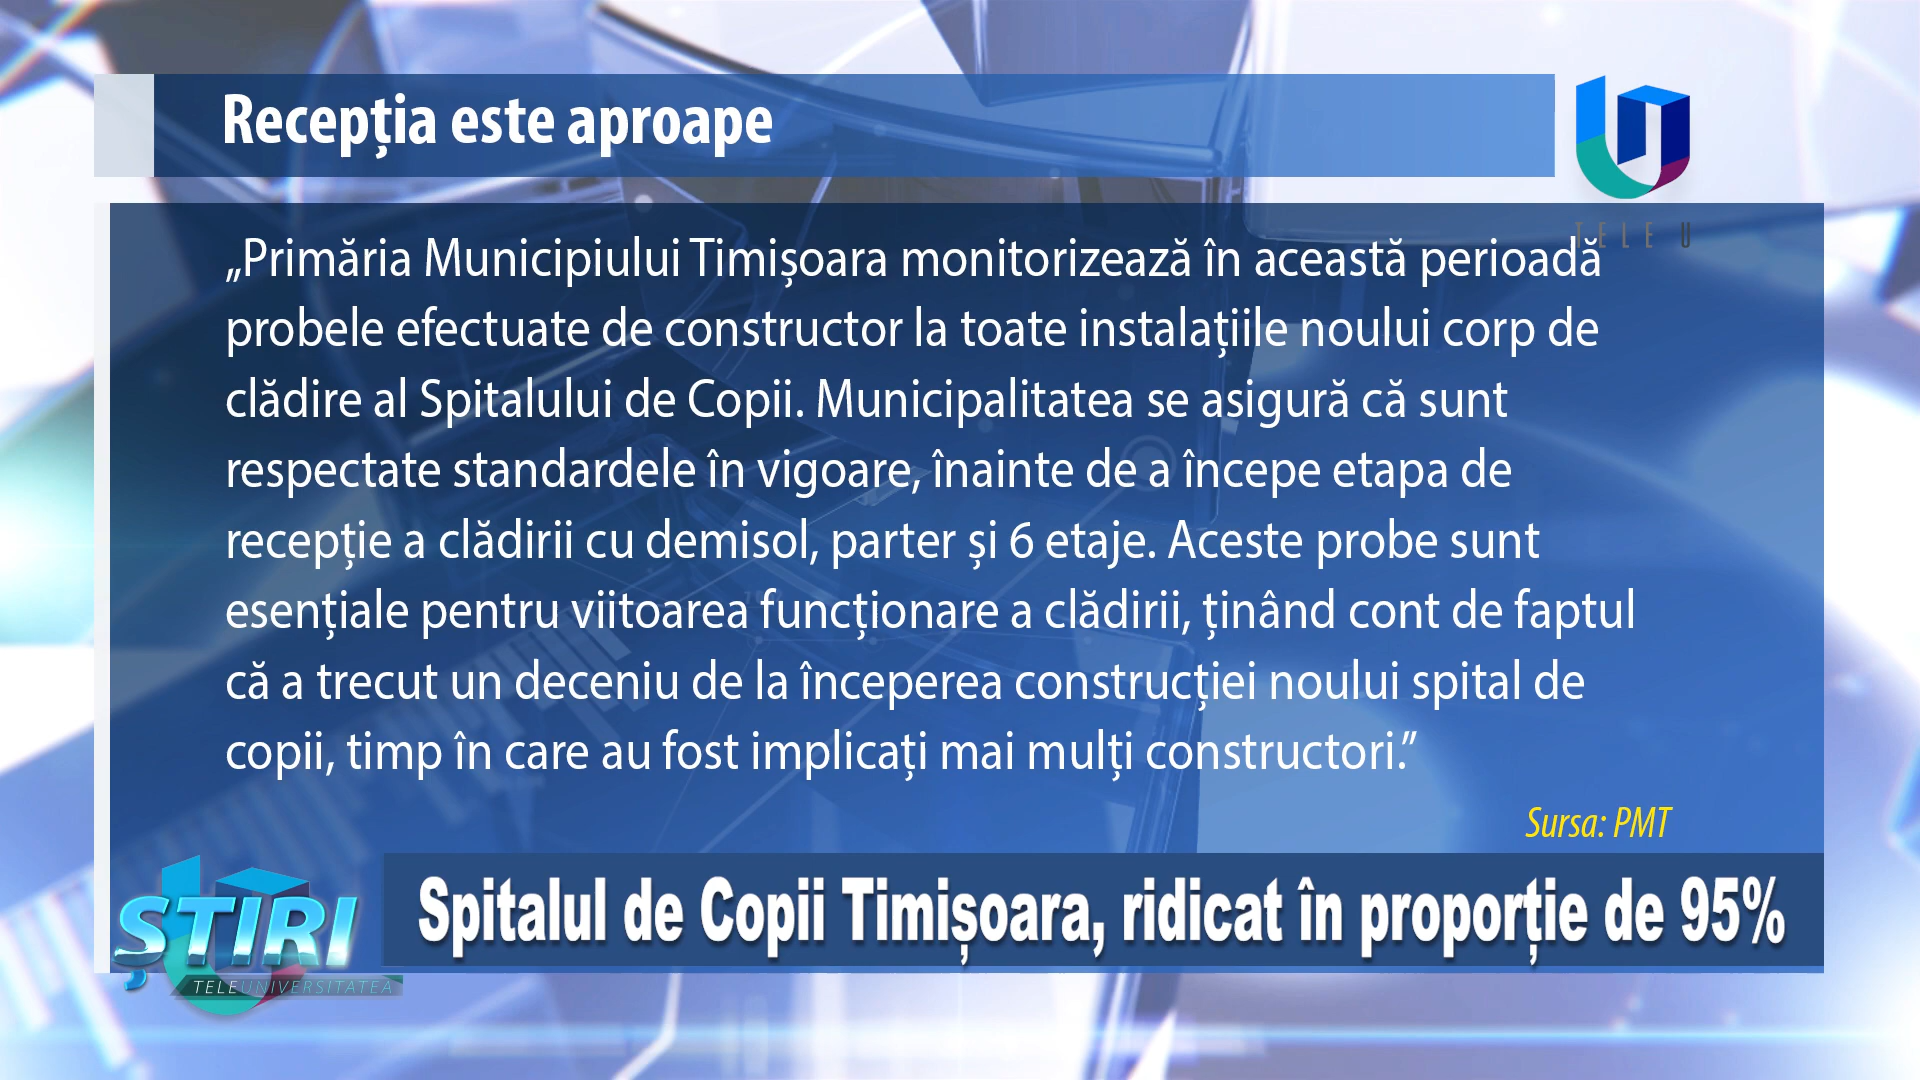 Recepția este aproape
TELE U
„Primăria Municipiului Timișoara monitorizează în această perioadă
probele efectuate de constructor la toate instalațiile noului corp de
clădire al Spitalului de Copii. Municipalitatea se asigură că sunt
respectate standardele în vigoare, înainte de a începe etapa de
recepție a clădirii cu demisol, parter și 6 etaje. Aceste probe sunt
esențiale pentru viitoarea funcționare a clădirii, ținând cont de faptul
că a trecut un deceniu de la începerea construcției noului spital de
copii, timp în care au fost implicați mai mulți constructori.”
Sursa: PMT
ȘTIRI
TELEUNIVERSITATEA
Spitalul de Copii Timișoara, ridicat în proporție de 95%